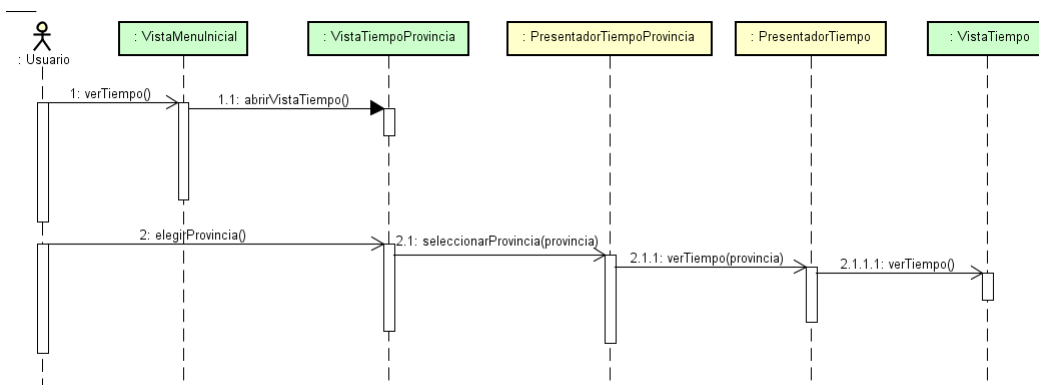 : Usuario
: VistaMenuInicial
: VistaTiempoProvincia
: PresentadorTiempoProvincia
: PresentadorTiempo
: VistaTiempo
1: verTiempo()
1.1: abrirVistaTiempo()
2: elegirProvincia()
2.1: seleccionarProvincia(provincia)
2.1.1: verTiempo(provincia)
2.1.1.1: verTiempo()